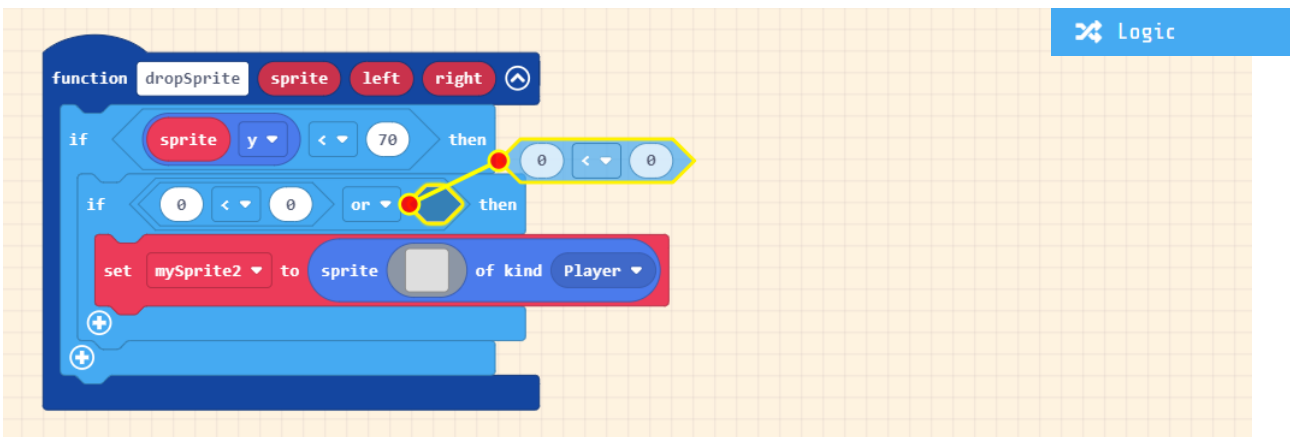 Logic
function dropSprite sprite left right
if sprite y < 70 then
0 < 0
if 0 < 0 or then
set mySprite2 to sprite of kind Player